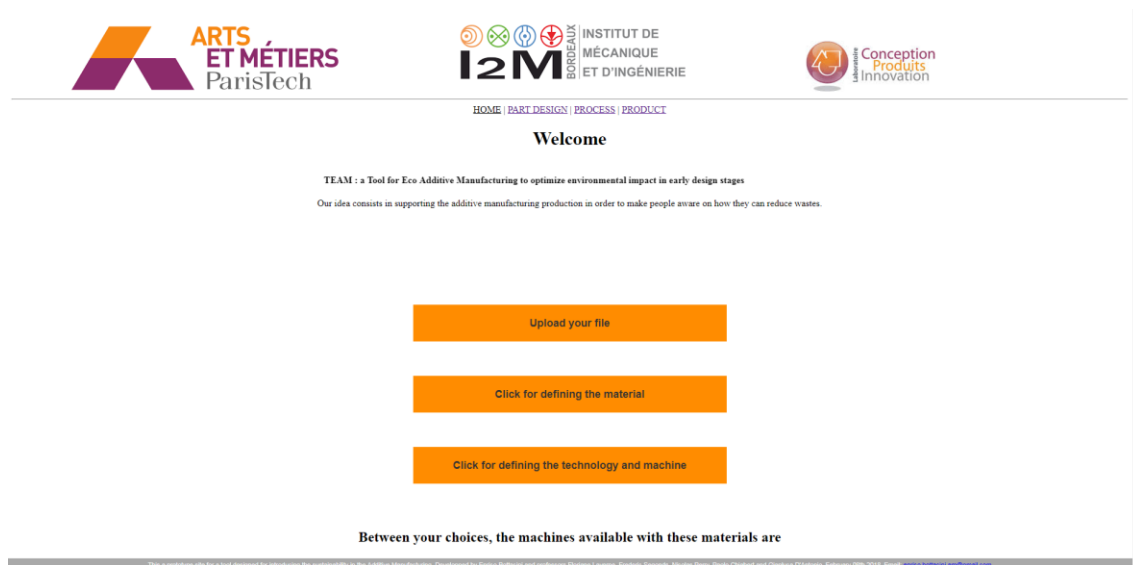 ARTS
ET MÉTIERS
ParisTech
I2M
BORDEAUX
INSTITUT DE
MÉCANIQUE
ET D'INGÉNIERIE
Laboratoire
Conception
Produits
Innovation
HOME | PART DESIGN | PROCESS | PRODUCT
Welcome
TEAM : a Tool for Eco Additive Manufacturing to optimize environmental impact in early design stages
Our idea consists in supporting the additive manufacturing production in order to make people aware on how they can reduce wastes.
Upload your file
Click for defining the material
Click for defining the technology and machine
Between your choices, the machines available with these materials are